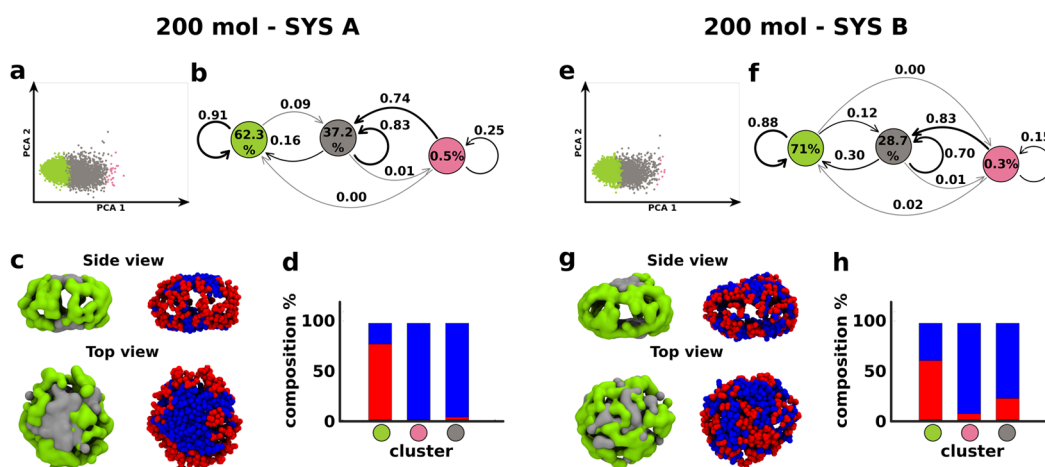 200 mol - SYS A
200 mol - SYS B
a
PCA 2
PCA 1
b
0.91
0.09
0.74
62.3
%
37.2
%
0.83
0.25
0.16
0.5%
0.01
0.00
c
Side view
Top view
d
composition %
100
50
0
cluster
e
PCA 2
PCA 1
f
0.00
0.88
0.12
0.83
71%
28.7
%
0.15
0.30
0.70
0.3%
0.01
0.02
g
Side view
Top view
h
composition %
100
50
0
cluster